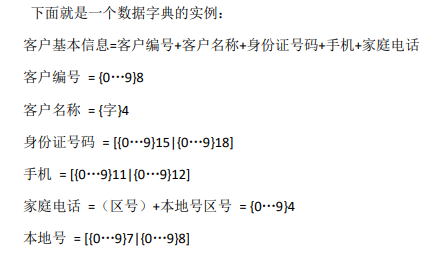 下面就是一个数据字典的实例：
客户基本信息=客户编号+客户名称+身份证号码+手机+家庭电话
客户编号 = {0…9}8
客户名称 = {字}4
身份证号码 = [{0…9}15|{0…9}18]
手机 = [{0…9}11|{0…9}12]
家庭电话 =（区号）+本地号区号 = {0…9}4
本地号 = [{0…9}7|{0…9}8]